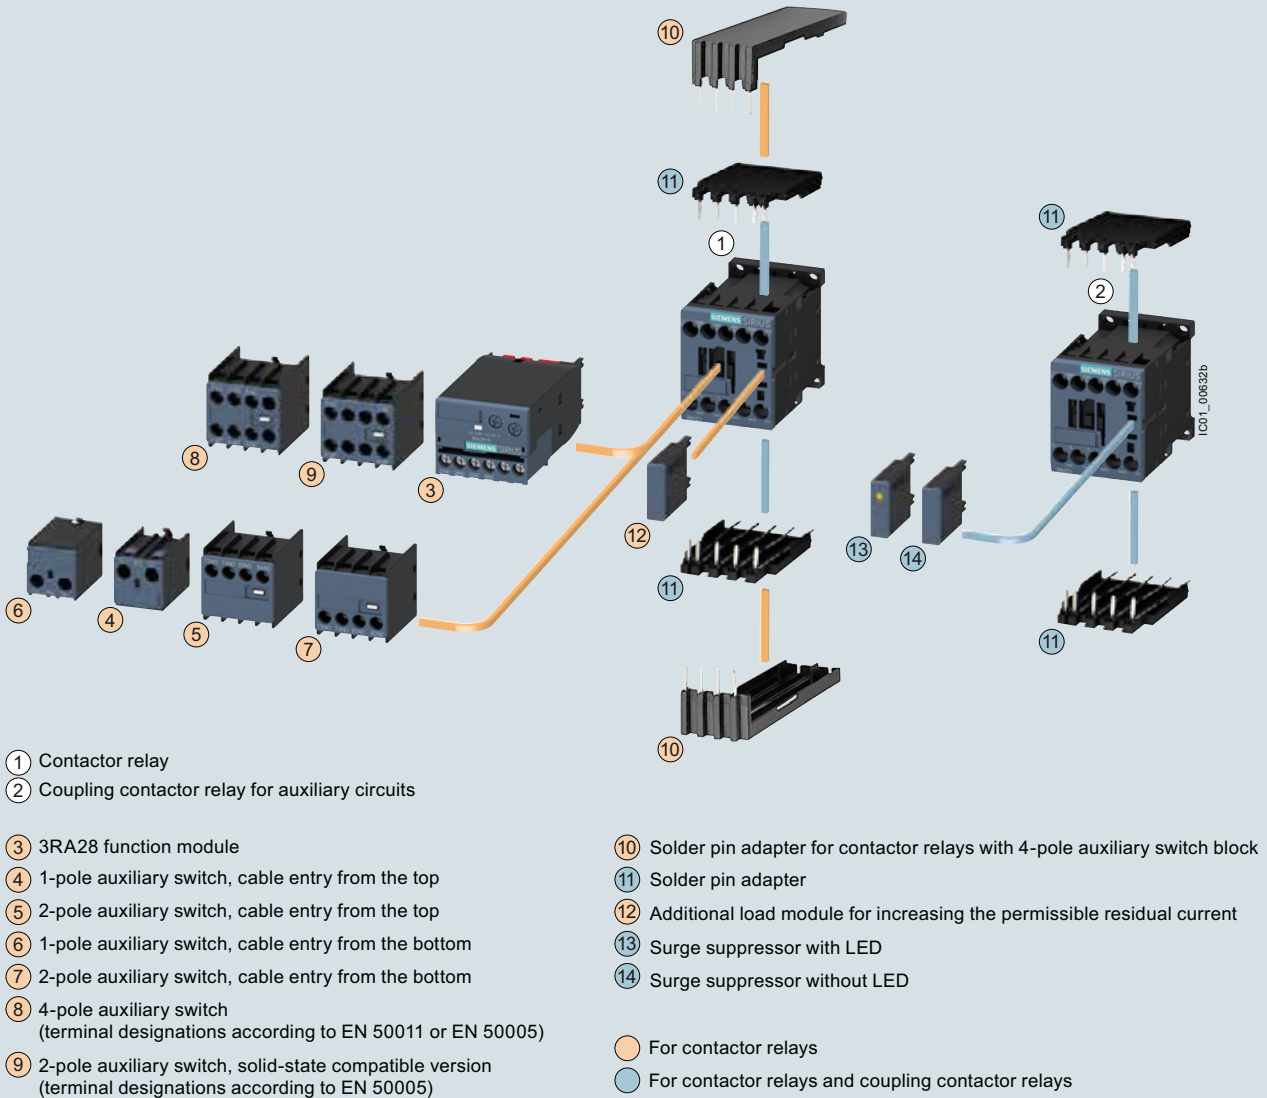 10
11
1
11
2
SIEMENS SIRIUS
SIEMENS SIRIUS
IC01_00632b
SIEMENS SIRIUS
8
9
3
12
13
14
6
4
5
7
11
11
10
1 Contactor relay
2 Coupling contactor relay for auxiliary circuits
3 3RA28 function module
4 1-pole auxiliary switch, cable entry from the top
5 2-pole auxiliary switch, cable entry from the top
6 1-pole auxiliary switch, cable entry from the bottom
7 2-pole auxiliary switch, cable entry from the bottom
8 4-pole auxiliary switch
(terminal designations according to EN 50011 or EN 50005)
9 2-pole auxiliary switch, solid-state compatible version
(terminal designations according to EN 50005)
10 Solder pin adapter for contactor relays with 4-pole auxiliary switch block
11 Solder pin adapter
12 Additional load module for increasing the permissible residual current
13 Surge suppressor with LED
14 Surge suppressor without LED
For contactor relays
For contactor relays and coupling contactor relays